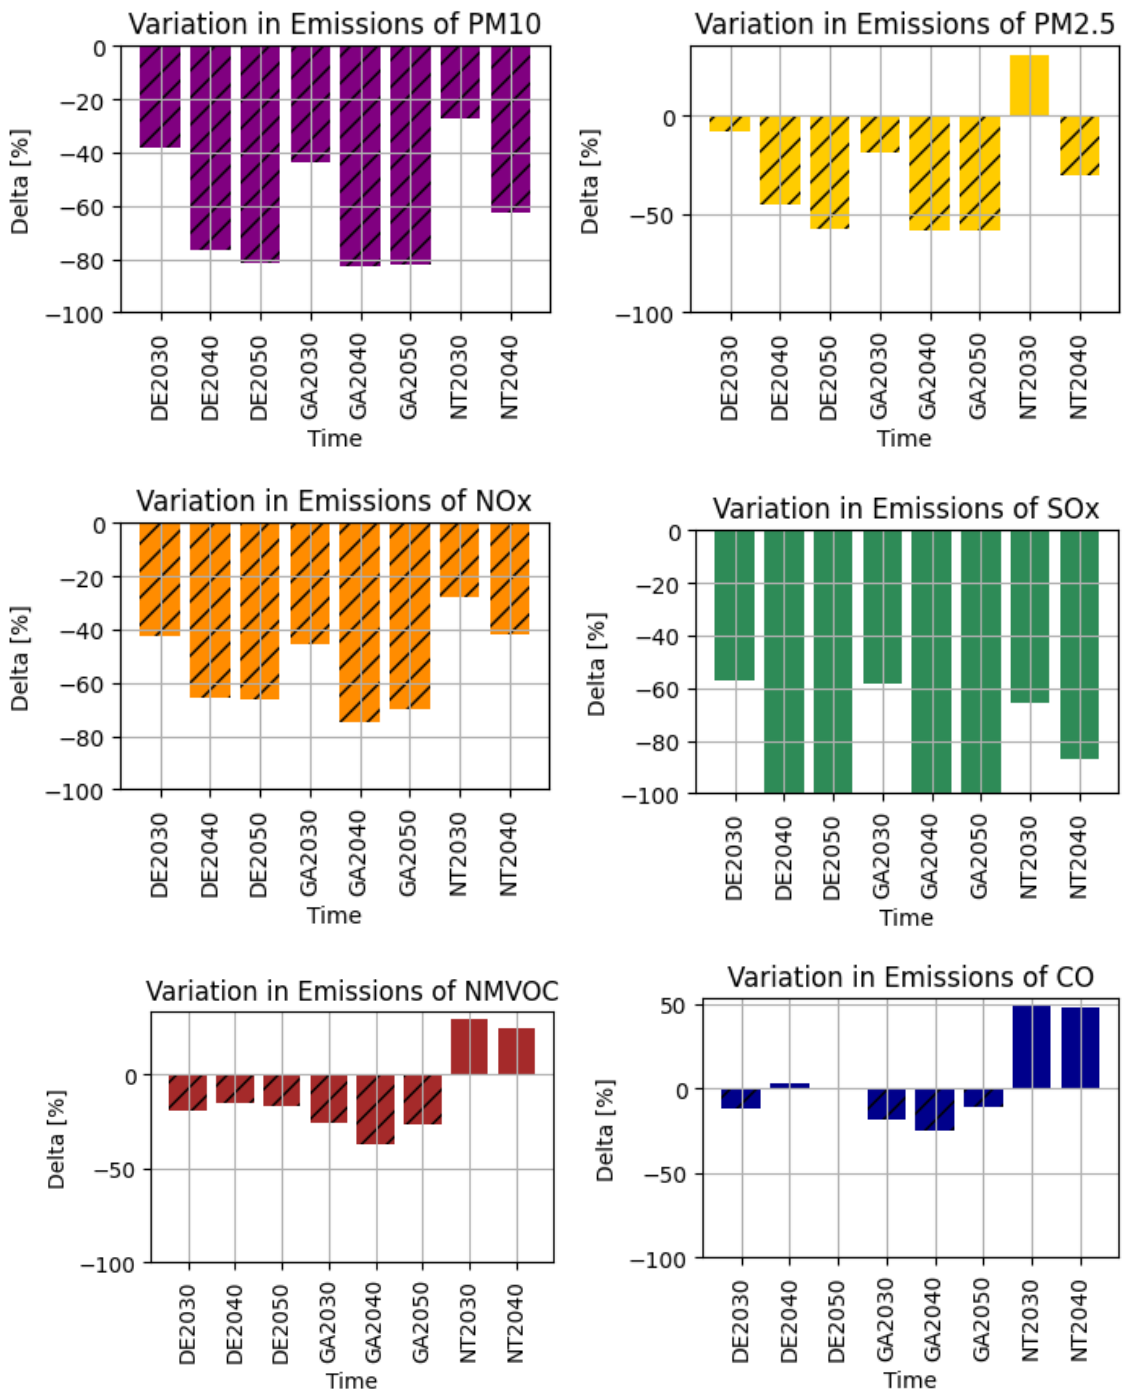 Variation in Emissions of PM10
0
−20
−40
−60
−80
−100
Delta [%]
DE2030
DE2040
DE2050
GA2030
GA2040
GA2050
NT2030
NT2040
Time
Variation in Emissions of PM2.5
0
−50
−100
Delta [%]
DE2030
DE2040
DE2050
GA2030
GA2040
GA2050
NT2030
NT2040
Time
Variation in Emissions of NOx
0
−20
−40
−60
−80
−100
Delta [%]
DE2030
DE2040
DE2050
GA2030
GA2040
GA2050
NT2030
NT2040
Time
Variation in Emissions of SOx
0
−20
−40
−60
−80
−100
Delta [%]
DE2030
DE2040
DE2050
GA2030
GA2040
GA2050
NT2030
NT2040
Time
Variation in Emissions of NMVOC
0
−50
−100
Delta [%]
DE2030
DE2040
DE2050
GA2030
GA2040
GA2050
NT2030
NT2040
Time
Variation in Emissions of CO
50
0
−50
−100
Delta [%]
DE2030
DE2040
DE2050
GA2030
GA2040
GA2050
NT2030
NT2040
Time